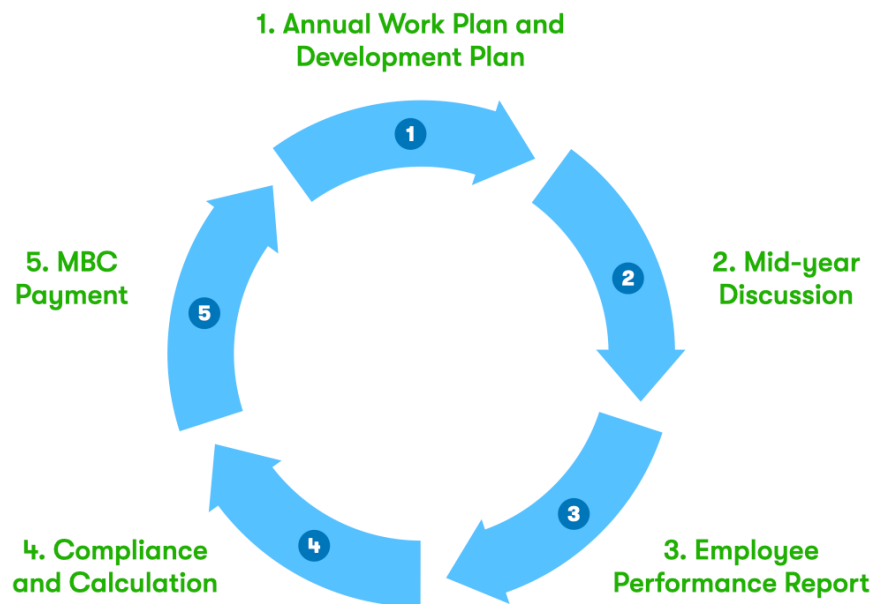 1. Annual Work Plan and
Development Plan
1
2
2. Mid-year
Discussion
3
3. Employee
Performance Report
4
4. Compliance
and Calculation
5
5. MBC
Payment